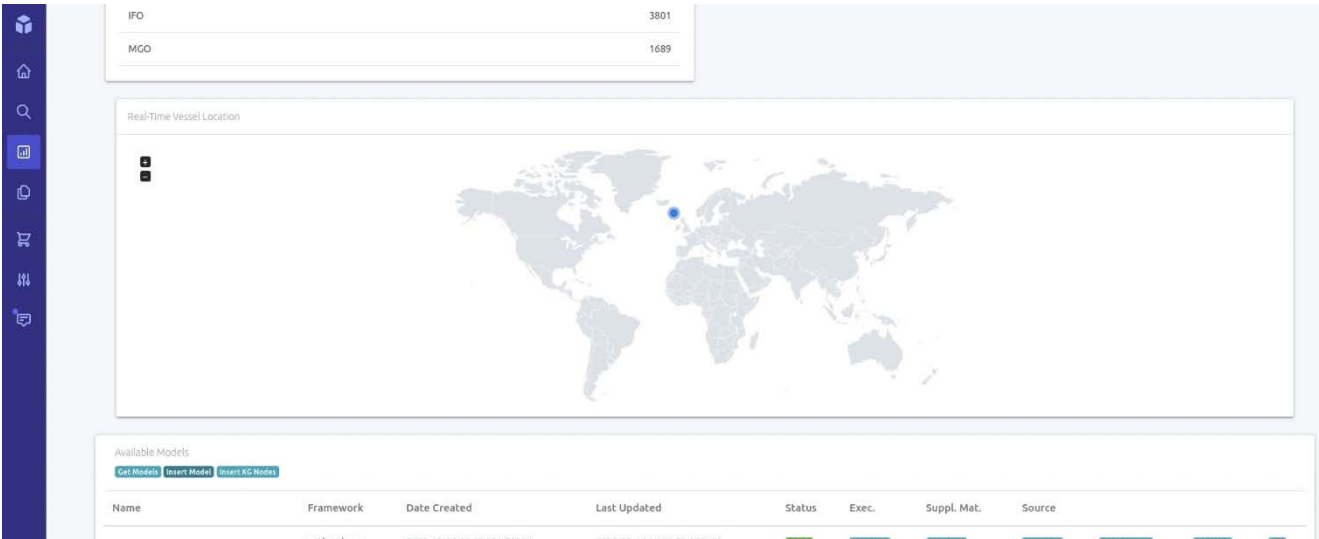 IFO 3801
MGO 1689
Real-Time Vessel Location
+
−
Available Models
Get Models Insert Model Insert KG Nodes
Name Framework Date Created Last Updated Status Exec. Suppl. Mat. Source